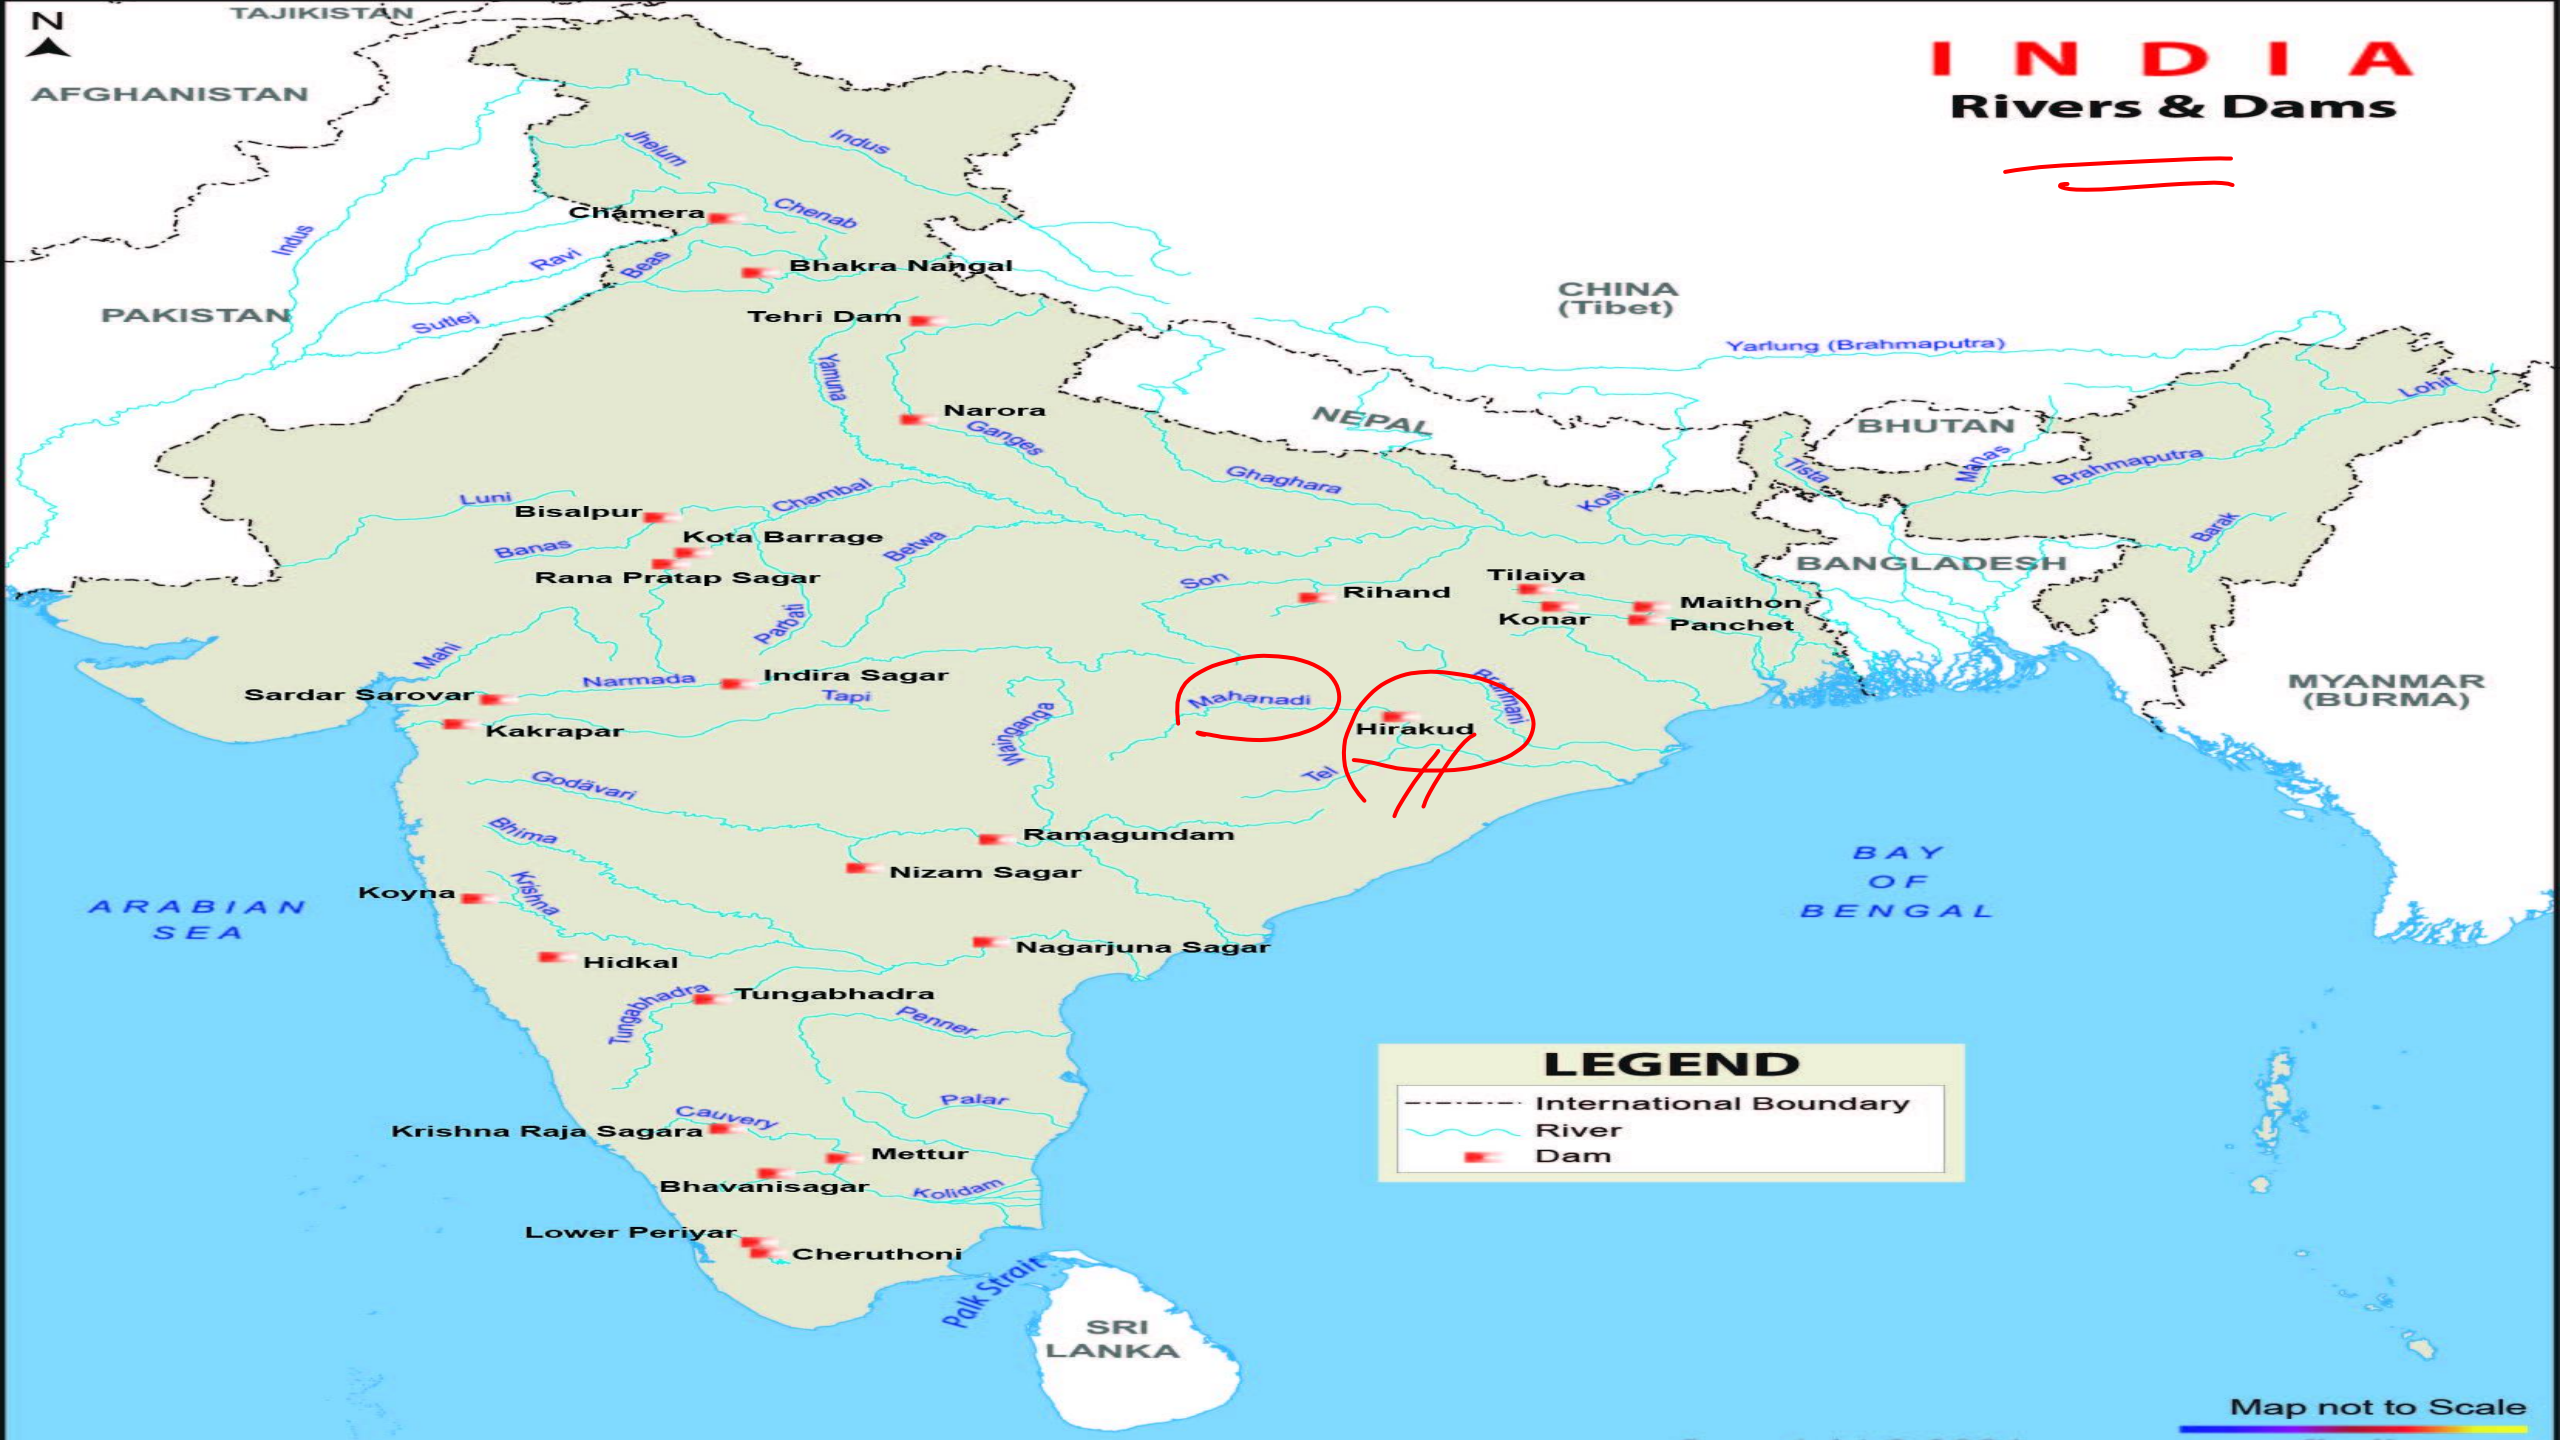 N
TAJIKISTAN
INDIA
Rivers & Dams
AFGHANISTAN
Jhelum
Indus
Chamera
Chenab
Indus
Ravi
Beas
Bhakra Nangal
PAKISTAN
Sutlej
Tehri Dam
CHINA
(Tibet)
Yarlung (Brahmaputra)
Yamuna
Narora
Ganges
NEPAL
BHUTAN
Lohit
Ghaghara
Kosi
Tista
Manas
Brahmaputra
Luni
Bisalpur
Chambal
Banas
Kota Barrage
Betwa
Barak
Rana Pratap Sagar
BANGLADESH
Son
Rihand
Tilaiya
Maithon
Konar
Panchet
Parbati
Mahi
Narmada
Indira Sagar
Sardar Sarovar
Tapi
Mahanadi
Brahmani
MYANMAR
(BURMA)
Kakrapar
Wainganga
Hirakud
Tel
Godävari
Bhima
Ramagundam
Nizam Sagar
BAY
OF
BENGAL
Koyna
Krishna
ARABIAN
SEA
Nagarjuna Sagar
Hidkal
Tungabhadra
Tungabhadra
Penner
LEGEND
International Boundary
River
Dam
Palar
Cauvery
Krishna Raja Sagara
Mettur
Bhavanisagar
Kolidam
Lower Periyar
Cheruthoni
Palk Strait
SRI
LANKA
Map not to Scale